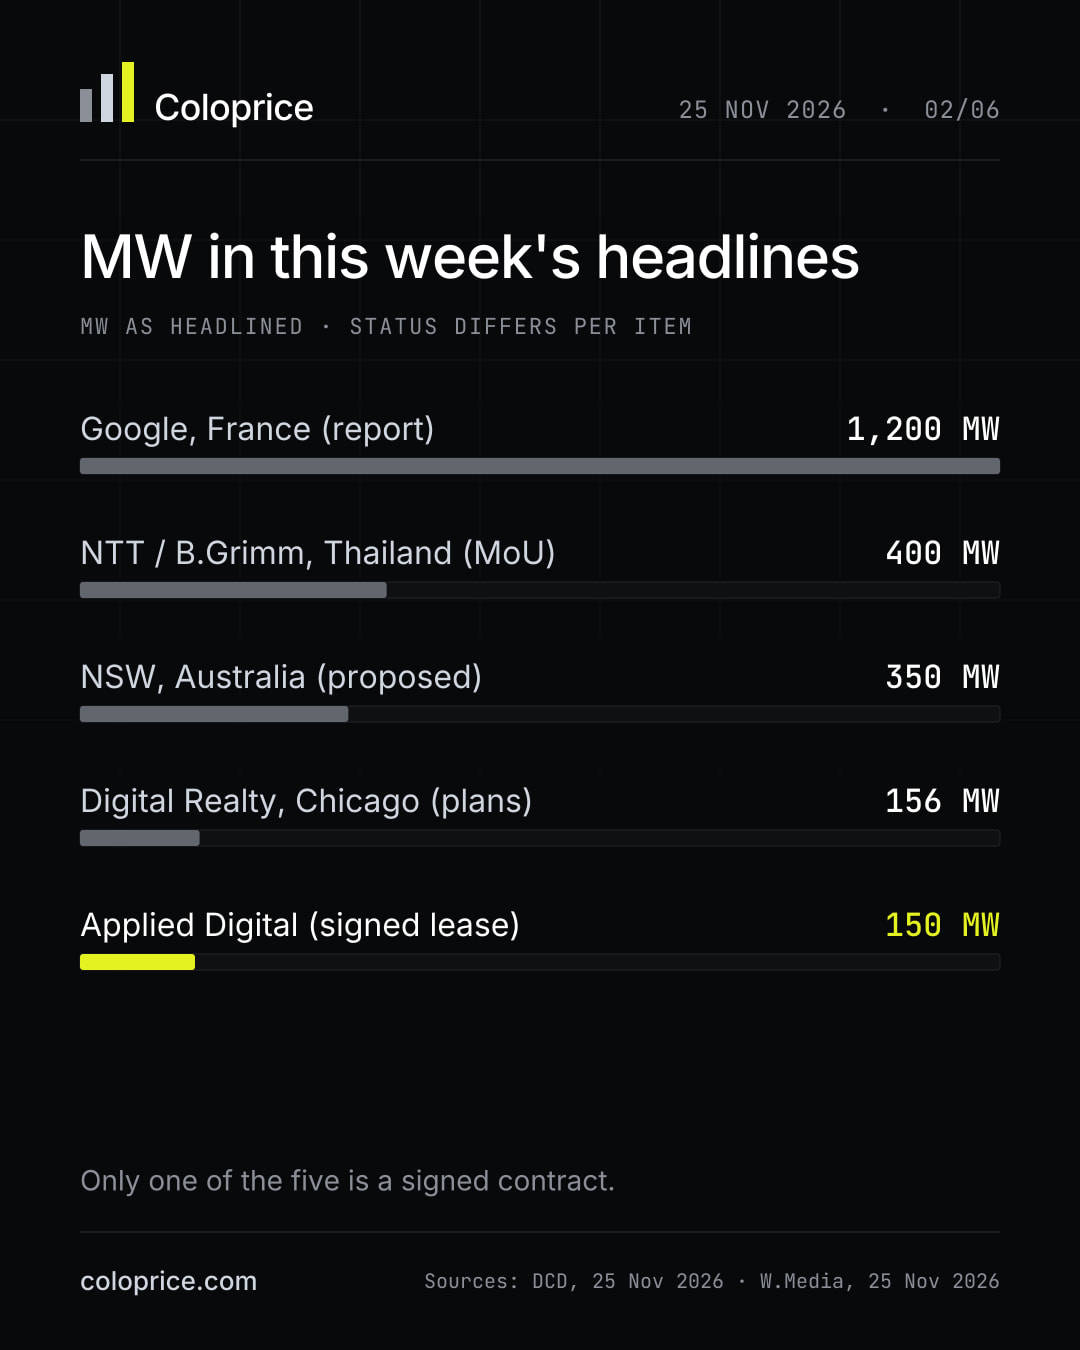 Coloprice
25 NOV 2026 · 02/06
MW in this week's headlines
MW AS HEADLINED · STATUS DIFFERS PER ITEM
Google, France (report) 1,200 MW
NTT / B.Grimm, Thailand (MoU) 400 MW
NSW, Australia (proposed) 350 MW
Digital Realty, Chicago (plans) 156 MW
Applied Digital (signed lease) 150 MW
Only one of the five is a signed contract.
coloprice.com
Sources: DCD, 25 Nov 2026 · W.Media, 25 Nov 2026